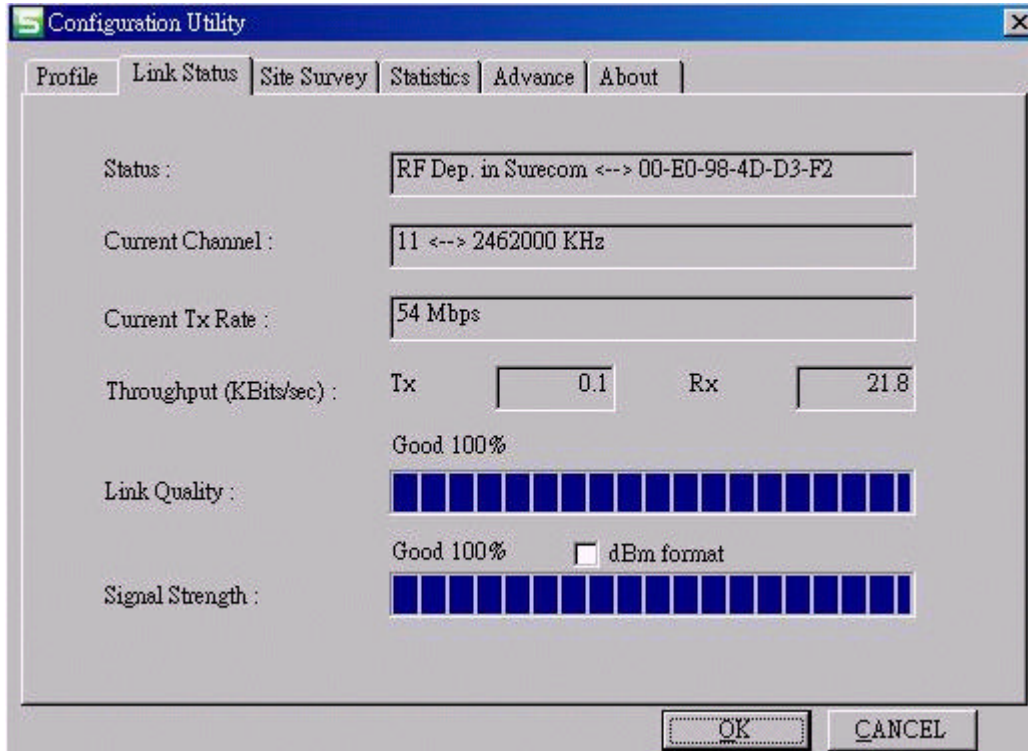 Configuration Utility
Profile Link Status Site Survey Statistics Advance About
Status : RF Dep. in Surecom <--> 00-E0-98-4D-D3-F2
Current Channel : 11 <--> 2462000 KHz
Current Tx Rate : 54 Mbps
Throughput (KBits/sec) : Tx 0.1 Rx 21.8
Good 100%
Link Quality :
Good 100% dBm format
Signal Strength :
OK CANCEL